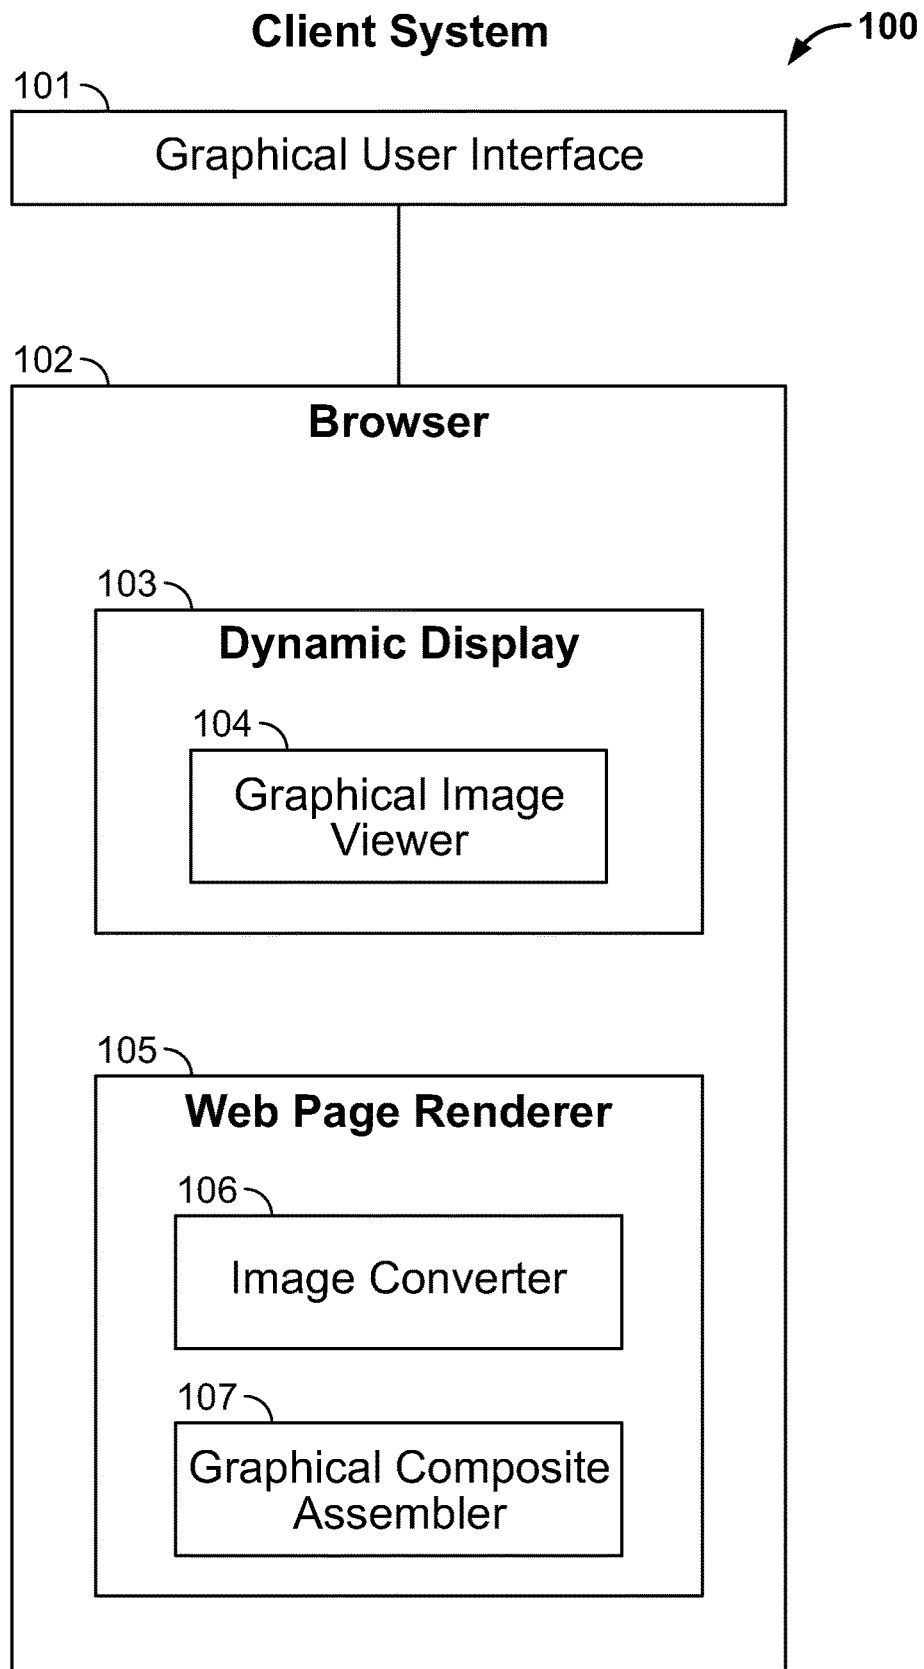 Client System
100
101
Graphical User Interface
102
Browser
103
Dynamic Display
104
Graphical Image
Viewer
105
Web Page Renderer
106
Image Converter
107
Graphical Composite
Assembler